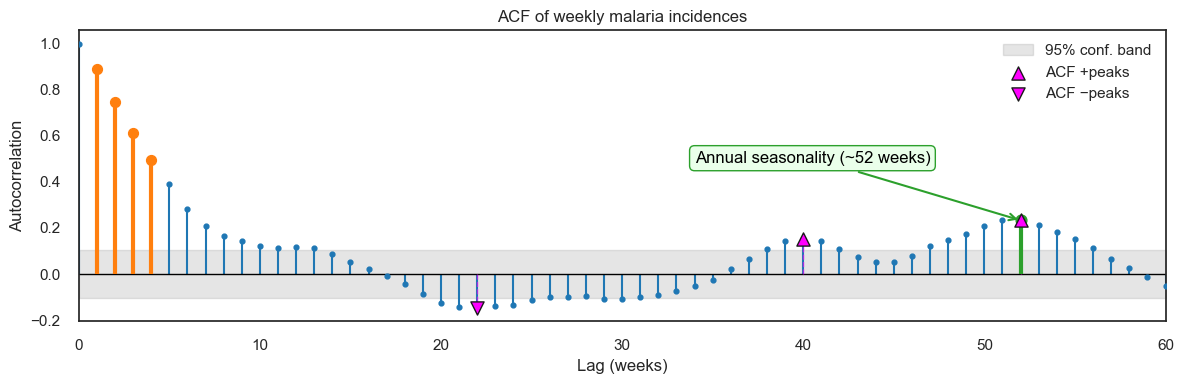 ACF of weekly malaria incidences
Autocorrelation
1.0
0.8
0.6
0.4
0.2
0.0
−0.2
95% conf. band
ACF +peaks
ACF −peaks
Annual seasonality (~52 weeks)
0 10 20 30 40 50 60
Lag (weeks)